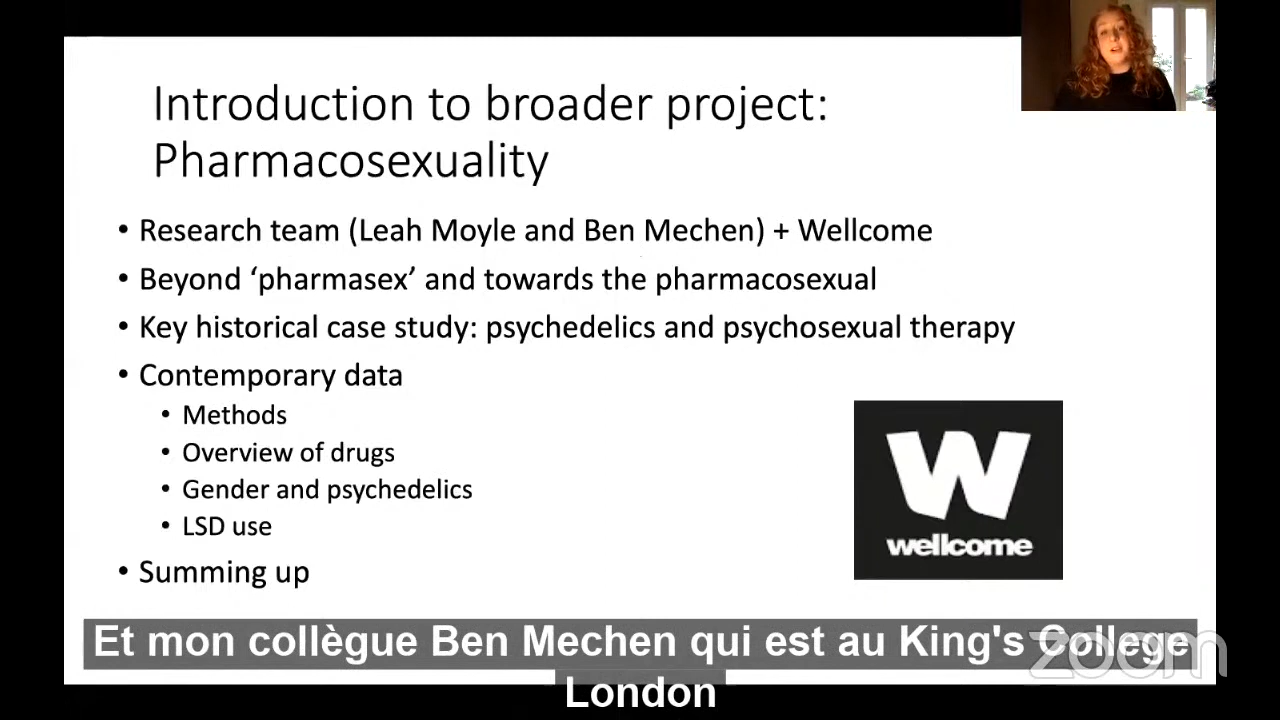 Introduction to broader project:
Pharmacosexuality
• Research team (Leah Moyle and Ben Mechen) + Wellcome
• Beyond ‘pharmasex’ and towards the pharmacosexual
• Key historical case study: psychedelics and psychosexual therapy
• Contemporary data
• Methods
• Overview of drugs
• Gender and psychedelics
• LSD use
• Summing up
W
wellcome
Et mon collègue Ben Mechen qui est au King's College
London
zoom